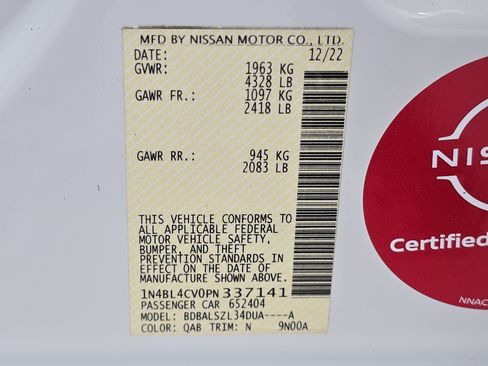 MFD BY NISSAN MOTOR CO., LTD.
DATE: 12/22
GVWR: 1963 KG
4328 LB
GAWR FR.: 1097 KG
2418 LB
GAWR RR.: 945 KG
2083 LB
THIS VEHICLE CONFORMS TO
ALL APPLICABLE FEDERAL
MOTOR VEHICLE SAFETY,
BUMPER, AND THEFT
PREVENTION STANDARDS IN
EFFECT ON THE DATE OF
MANUFACTURE SHOWN ABOVE.
1N4BL4CV0PN337141
PASSENGER CAR 652404
MODEL: BDBALSZL34DUA----A
COLOR: QAB TRIM: N 9N00A
NIS
Certified
NNAC